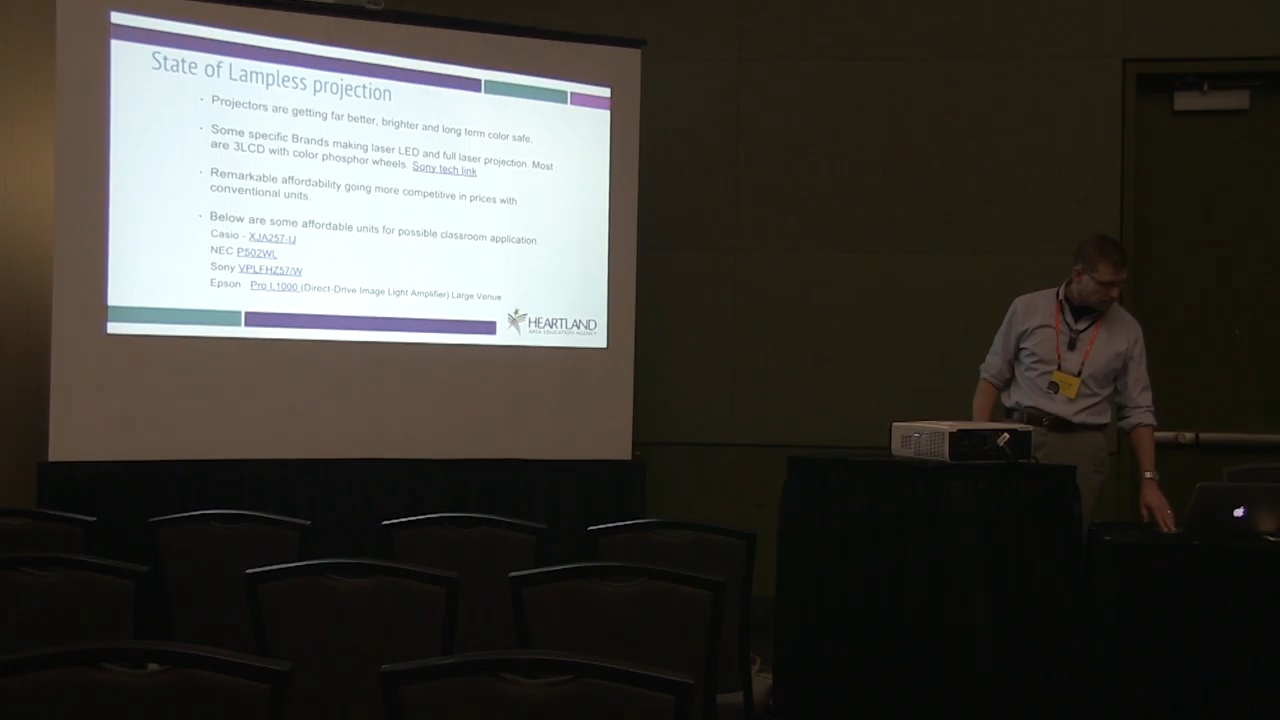 State of Lampless projection
· Projectors are getting far better, brighter and long term color safe.
· Some specific Brands making laser LED and full laser projection. Most
are 3LCD with color phosphor wheels. Sony tech link
· Remarkable affordability going more competitive in prices with
conventional units.
· Below are some affordable units for possible classroom application.
Casio - XJA257-IJ
NEC P502WL
Sony VPLFHZ57/W
Epson Pro L1000 (Direct-Drive Image Light Amplifier) Large Venue
HEARTLAND
AREA EDUCATION AGENCY